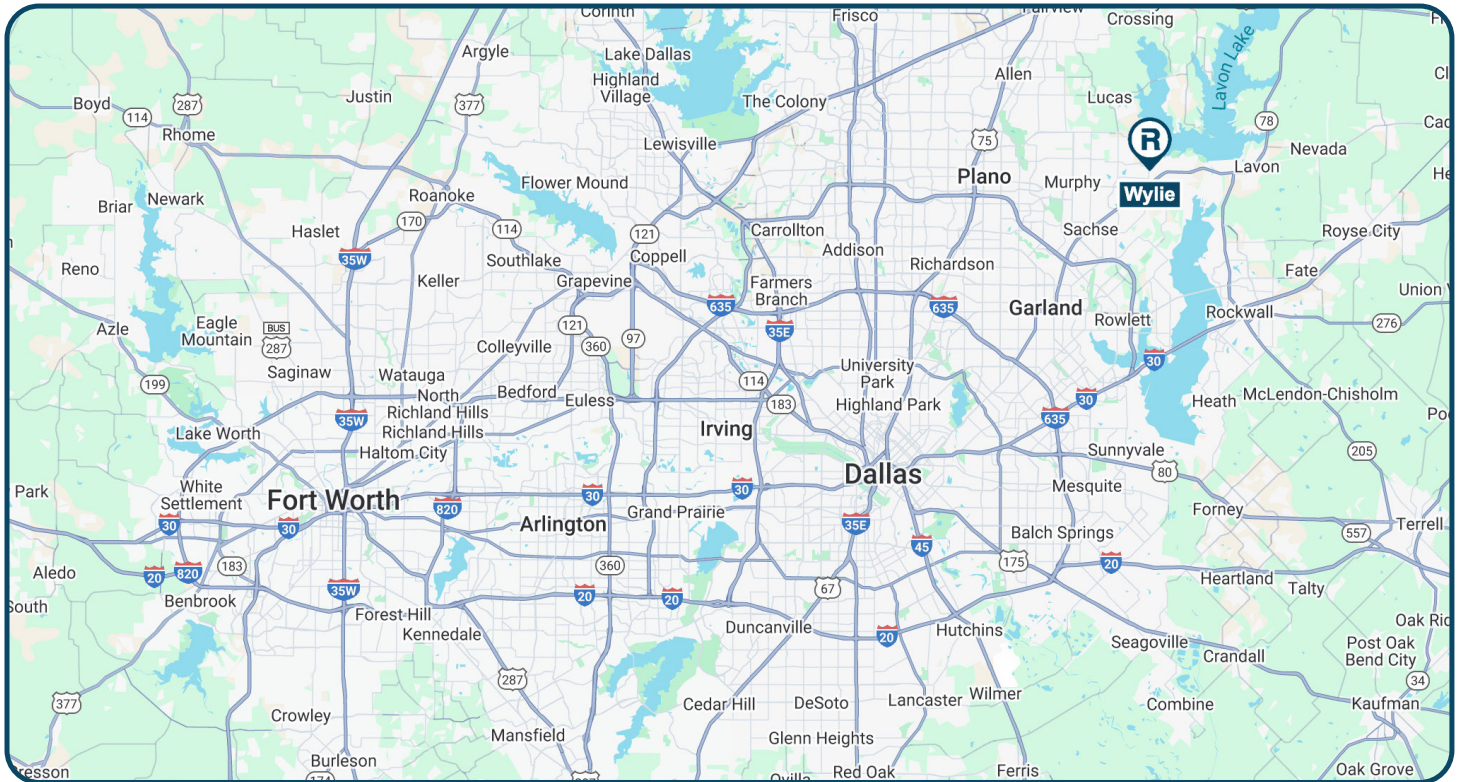 Corinth
Frisco
Fairview
Crossing
Argyle
Lake Dallas
Highland
Village
Allen
Lavon Lake
Boyd
114
287
Justin
377
The Colony
Lucas
78
Rhome
Lewisville
75
R
Nevada
Flower Mound
Plano
Murphy
Wylie
Lavon
Briar
Newark
Roanoke
170
114
121
Haslet
35W
Carrollton
Addison
Sachse
Royse City
Reno
Keller
Southlake
Coppell
Grapevine
Farmers
Branch
Richardson
Fate
635
635
Garland
Union
Azle
Eagle
Mountain
BUS
287
121
360
97
35E
Rowlett
Rockwall
276
Colleyville
30
Saginaw
Watauga
University
Park
199
North
Richland Hills
Richland Hills
Bedford
Euless
114
183
Highland Park
30
Heath
McLendon-Chisholm
35W
635
Lake Worth
Haltom City
Irving
Sunnyvale
80
205
Park
White
Settlement
Fort Worth
820
30
30
Dallas
Mesquite
30
30
Arlington
Grand Prairie
35E
45
Balch Springs
Forney
557
Terrell
Aledo
20
820
183
35W
360
175
20
Heartland
Talty
Benbrook
Forest Hill
20
20
67
Kennedale
Duncanville
20
Hutchins
Seagoville
Crandall
Oak
Post Oak
Bend City
34
377
287
Crowley
Cedar Hill
DeSoto
Lancaster
Wilmer
Combine
Kaufman
Mansfield
Glenn Heights
Burleson
174
Ovilla
Red Oak
Ferris
Oak Grove